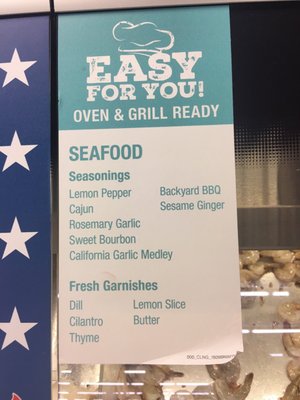 EASY
FOR YOU!
OVEN & GRILL READY
SEAFOOD
Seasonings
Lemon Pepper
Cajun
Rosemary Garlic
Sweet Bourbon
California Garlic Medley
Backyard BBQ
Sesame Ginger
Fresh Garnishes
Dill
Cilantro
Thyme
Lemon Slice
Butter